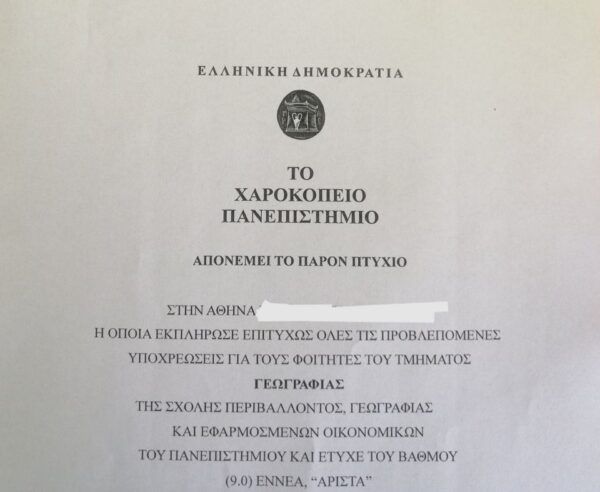 ΕΛΛΗΝΙΚΗ ΔΗΜΟΚΡΑΤΙΑ
ΤΟ
ΧΑΡΟΚΟΠΕΙΟ
ΠΑΝΕΠΙΣΤΗΜΙΟ
ΑΠΟΝΕΜΕΙ ΤΟ ΠΑΡΟΝ ΠΤΥΧΙΟ
ΣΤΗΝ ΑΘΗΝΑ
Η ΟΠΟΙΑ ΕΚΠΛΗΡΩΣΕ ΕΠΙΤΥΧΩΣ ΟΛΕΣ ΤΙΣ ΠΡΟΒΛΕΠΟΜΕΝΕΣ
ΥΠΟΧΡΕΩΣΕΙΣ ΓΙΑ ΤΟΥΣ ΦΟΙΤΗΤΕΣ ΤΟΥ ΤΜΗΜΑΤΟΣ
ΓΕΩΓΡΑΦΙΑΣ
ΤΗΣ ΣΧΟΛΗΣ ΠΕΡΙΒΑΛΛΟΝΤΟΣ, ΓΕΩΓΡΑΦΙΑΣ
ΚΑΙ ΕΦΑΡΜΟΣΜΕΝΩΝ ΟΙΚΟΝΟΜΙΚΩΝ
ΤΟΥ ΠΑΝΕΠΙΣΤΗΜΙΟΥ ΚΑΙ ΕΤΥΧΕ ΤΟΥ ΒΑΘΜΟΥ
(9.0) ΕΝΝΕΑ, “ΑΡΙΣΤΑ”